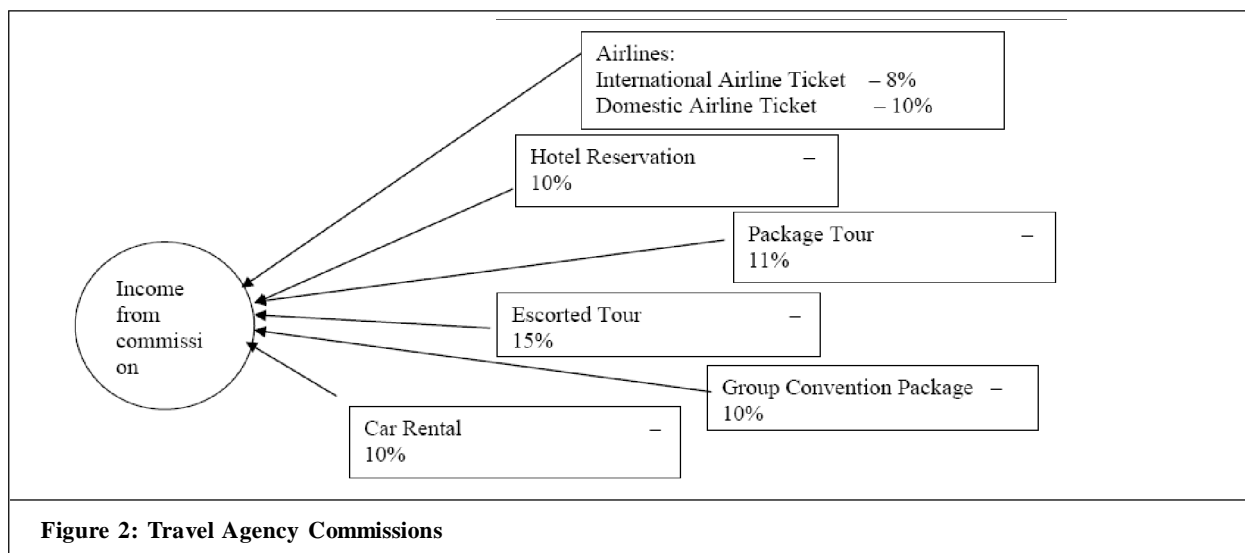 Airlines:
International Airline Ticket – 8%
Domestic Airline Ticket – 10%
Hotel Reservation –
10%
Package Tour –
11%
Income
from
commissi
on
Escorted Tour –
15%
Group Convention Package –
10%
Car Rental –
10%
Figure 2: Travel Agency Commissions